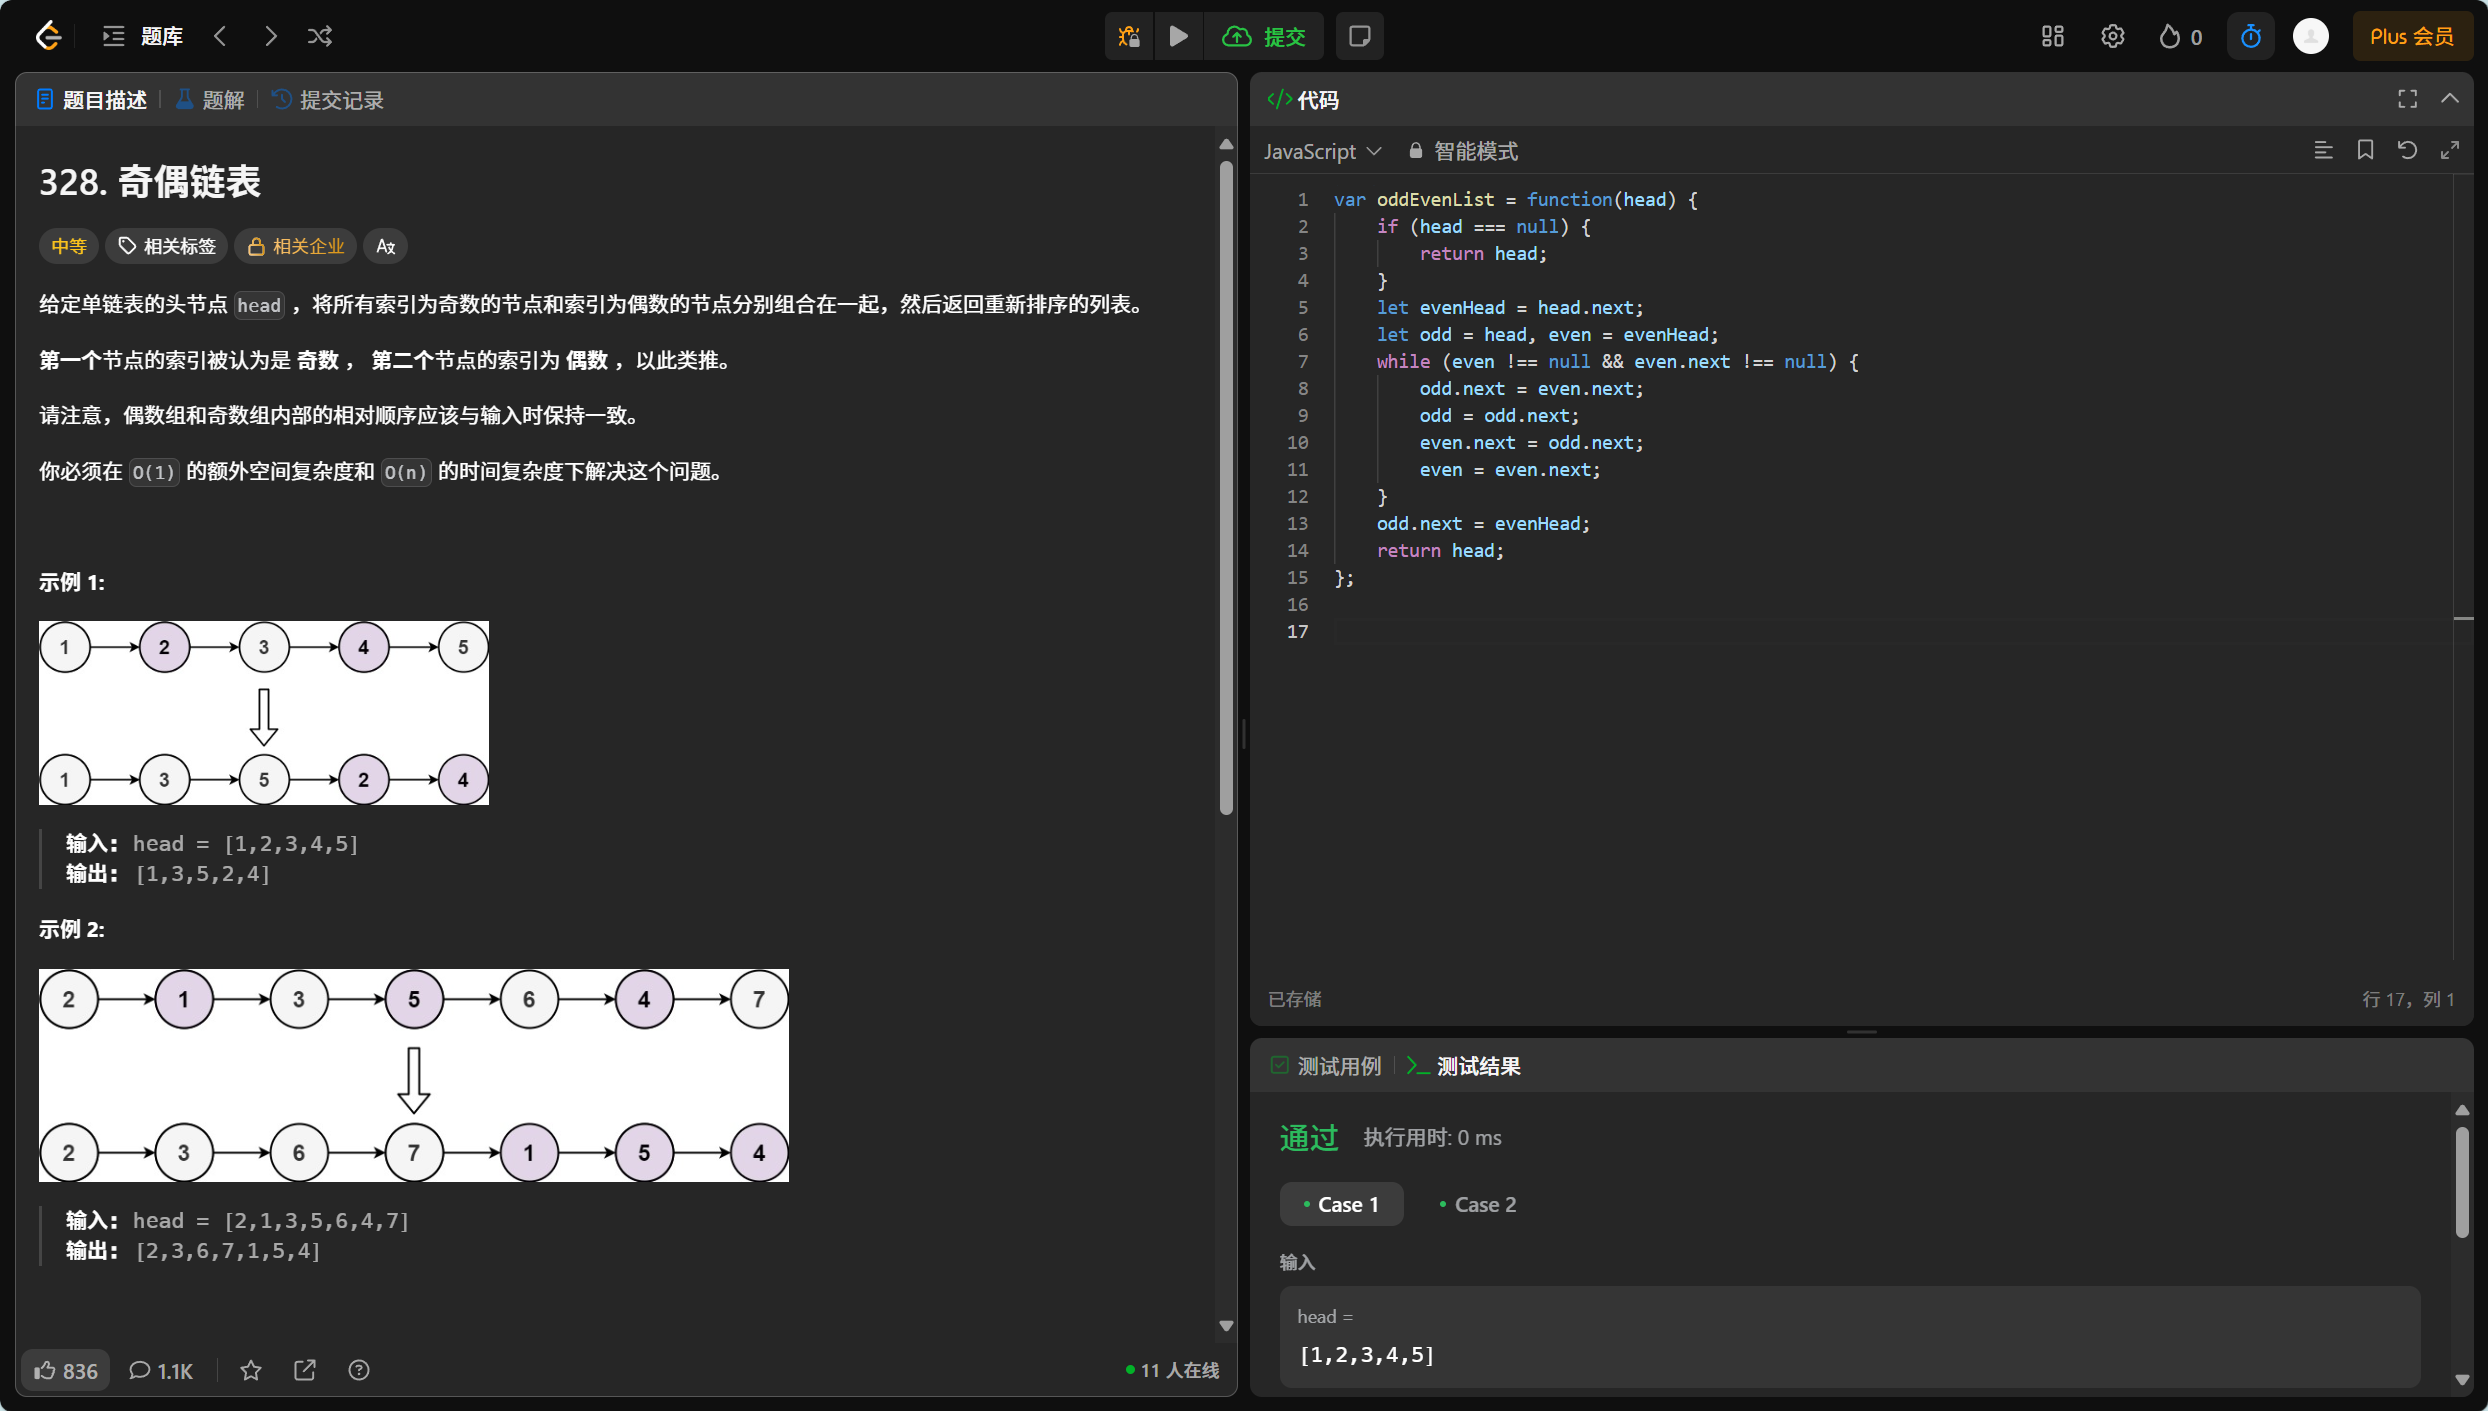 题库
提交
0
Plus 会员
题目描述
题解
提交记录
328. 奇偶链表
中等
相关标签
相关企业
给定单链表的头节点 head ，将所有索引为奇数的节点和索引为偶数的节点分别组合在一起，然后返回重新排序的列表。
第一个节点的索引被认为是 奇数 ， 第二个节点的索引为 偶数 ，以此类推。
请注意，偶数组和奇数组内部的相对顺序应该与输入时保持一致。
你必须在 O(1) 的额外空间复杂度和 O(n) 的时间复杂度下解决这个问题。
示例 1:
1 2 3 4 5
1 3 5 2 4
输入: head = [1,2,3,4,5]
输出: [1,3,5,2,4]
示例 2:
2 1 3 5 6 4 7
2 3 6 7 1 5 4
输入: head = [2,1,3,5,6,4,7]
输出: [2,3,6,7,1,5,4]
836
1.1K
11 人在线
</> 代码
JavaScript
智能模式
1 var oddEvenList = function(head) {
2     if (head === null) {
3         return head;
4     }
5     let evenHead = head.next;
6     let odd = head, even = evenHead;
7     while (even !== null && even.next !== null) {
8         odd.next = even.next;
9         odd = odd.next;
10         even.next = odd.next;
11         even = even.next;
12     }
13     odd.next = evenHead;
14     return head;
15 };
16
17
已存储
行 17，列 1
测试用例
测试结果
通过
执行用时: 0 ms
Case 1
Case 2
输入
head =
[1,2,3,4,5]